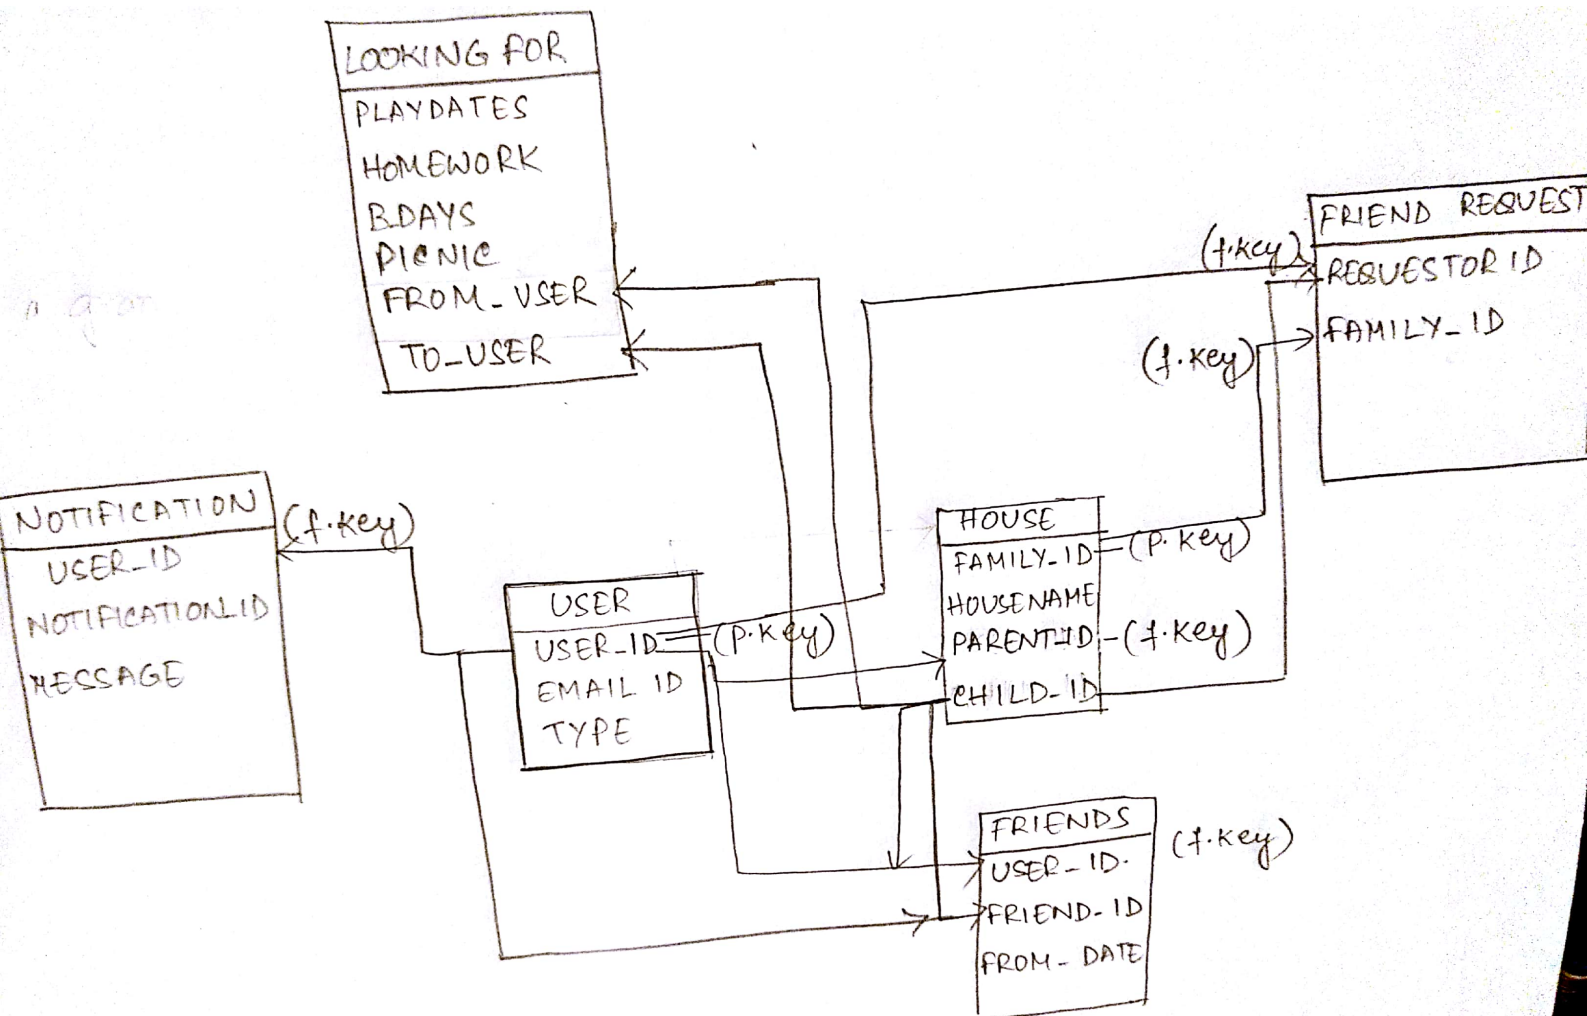 LOOKING FOR
PLAYDATES
HOMEWORK
B.DAYS
PICNIC
FROM_USER
TO_USER
FRIEND REQUEST
(f.key)
REQUESTOR ID
(f.key)
FAMILY_ID
NOTIFICATION
(f.key)
USER_ID
NOTIFICATION_ID
MESSAGE
USER
USER_ID
(p.key)
EMAIL ID
TYPE
HOUSE
FAMILY_ID
(p.key)
HOUSENAME
PARENT_ID
(f.key)
CHILD_ID
FRIENDS
(f.key)
USER_ID.
FRIEND_ID
FROM_DATE